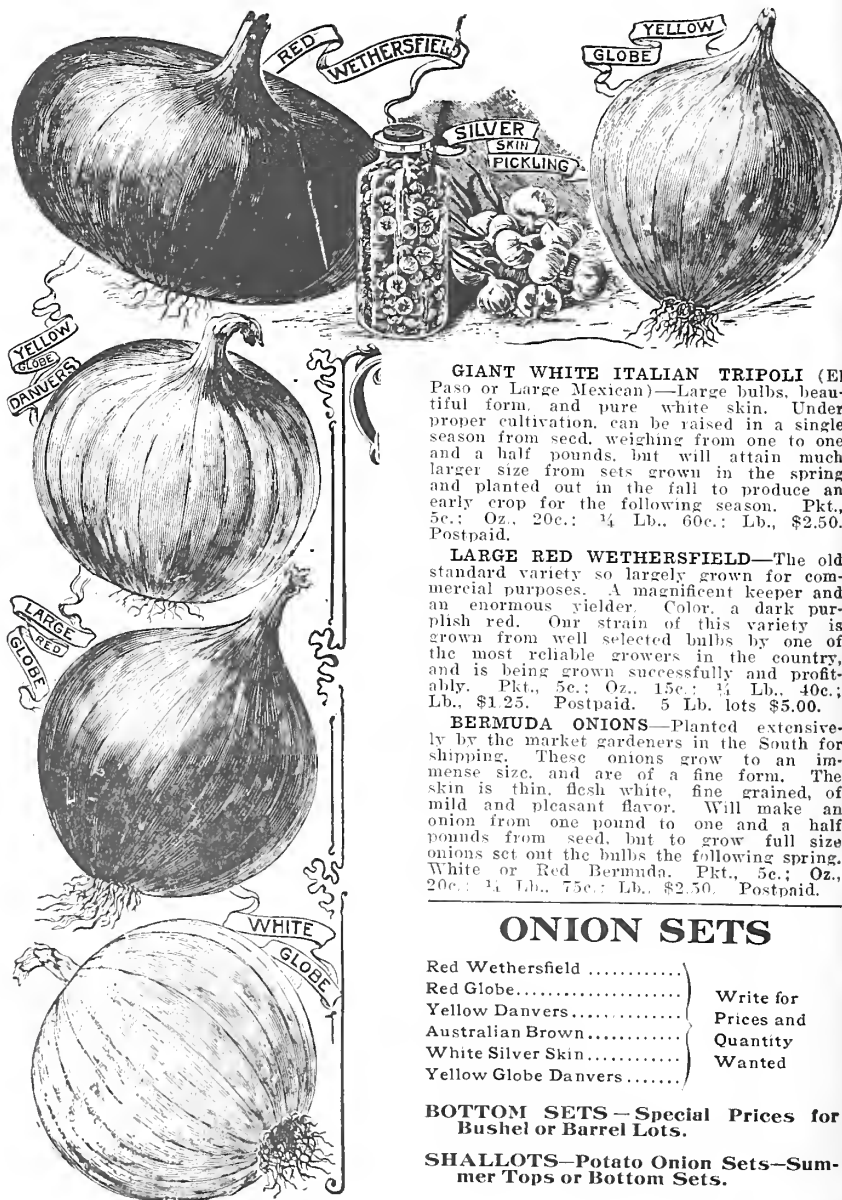 RED
WETHERSFIELD
YELLOW
GLOBE
SILVER
SKIN
PICKLING
YELLOW
GLOBE
DANVERS
LARGE
RED
GLOBE
WHITE
GLOBE
GIANT WHITE ITALIAN TRIPOLI (El
Paso or Large Mexican)—Large bulbs, beau-
tiful form, and pure white skin. Under
proper cultivation, can be raised in a single
season from seed, weighing from one to one
and a half pounds, but will attain much
larger size from sets grown in the spring
and planted out in the fall to produce an
early crop for the following season. Pkt.,
5c.; Oz., 20c.; ¼ Lb., 60c.; Lb., $2.50.
Postpaid.
LARGE RED WETHERSFIELD—The old
standard variety so largely grown for com-
mercial purposes. A magnificent keeper and
an enormous yielder. Color, a dark pur-
plish red. Our strain of this variety is
grown from well selected bulbs by one of
the most reliable growers in the country,
and is being grown successfully and profit-
ably. Pkt., 5c.; Oz., 15c.; ¼ Lb., 40c.;
Lb., $1.25. Postpaid. 5 Lb. lots $5.00.
BERMUDA ONIONS—Planted extensive-
ly by the market gardeners in the South for
shipping. These onions grow to an im-
mense size, and are of a fine form. The
skin is thin, flesh white, fine grained, of
mild and pleasant flavor. Will make an
onion from one pound to one and a half
pounds from seed, but to grow full size
onions set out the bulbs the following spring.
White or Red Bermuda. Pkt., 5c.; Oz.,
20c.; ¼ Lb., 75c.; Lb., $2.50. Postpaid.
ONION SETS
Red Wethersfield ............
Red Globe......................
Yellow Danvers...............
Australian Brown............
White Silver Skin............
Yellow Globe Danvers .......
Write for
Prices and
Quantity
Wanted
BOTTOM SETS—Special Prices for
Bushel or Barrel Lots.
SHALLOTS—Potato Onion Sets—Sum-
mer Tops or Bottom Sets.